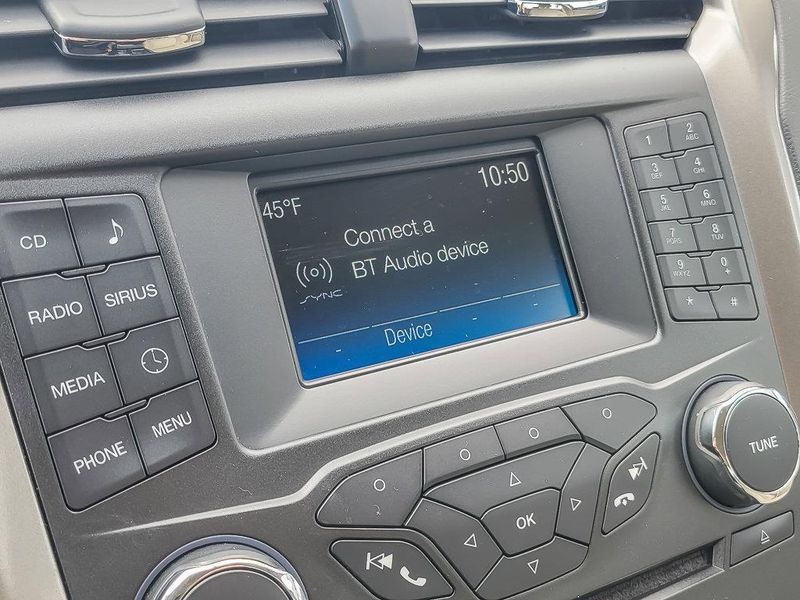 45°F
10:50
Connect a
BT Audio device
SYNC
- Device - -
CD
RADIO SIRIUS
MEDIA
PHONE MENU
1 2 ABC
3 DEF 4 GHI
5 JKL 6 MNO
7 PQRS 8 TUV
9 WXYZ 0 +
* #
OK
TUNE